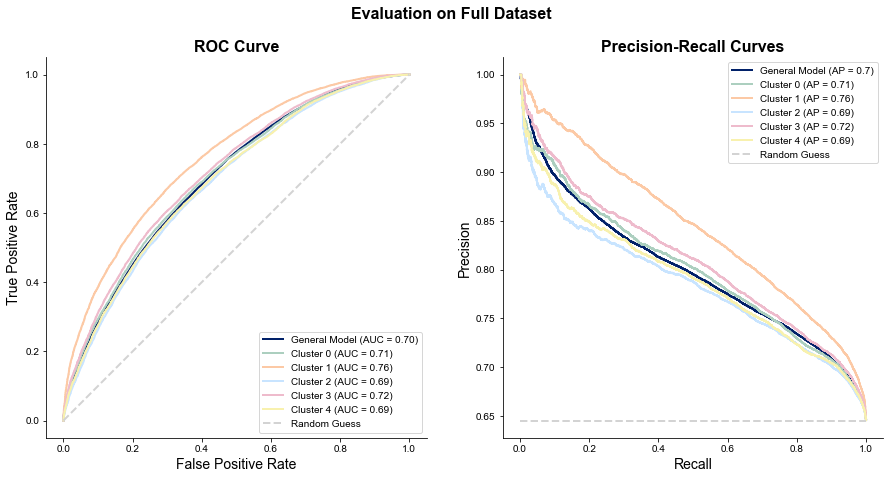 Evaluation on Full Dataset
ROC Curve
1.0
0.8
0.6
0.4
0.2
0.0
True Positive Rate
General Model (AUC = 0.70)
Cluster 0 (AUC = 0.71)
Cluster 1 (AUC = 0.76)
Cluster 2 (AUC = 0.69)
Cluster 3 (AUC = 0.72)
Cluster 4 (AUC = 0.69)
Random Guess
0.0 0.2 0.4 0.6 0.8 1.0
False Positive Rate
Precision-Recall Curves
1.00
0.95
0.90
0.85
0.80
0.75
0.70
0.65
Precision
General Model (AP = 0.7)
Cluster 0 (AP = 0.71)
Cluster 1 (AP = 0.76)
Cluster 2 (AP = 0.69)
Cluster 3 (AP = 0.72)
Cluster 4 (AP = 0.69)
Random Guess
0.0 0.2 0.4 0.6 0.8 1.0
Recall